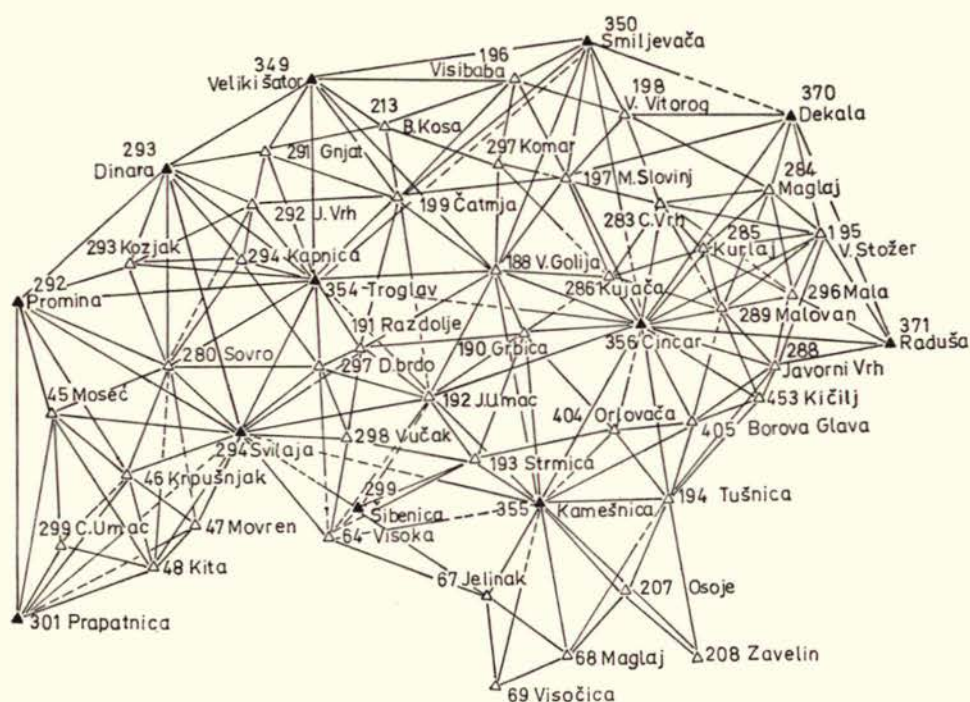 350
Smiljevača
196
Visibaba
349
Veliki šator
370
Dekala
198
V. Vitorog
213
B.Kosa
297 Komar
291 Gnjat
293
Dinara
197 M.Slovinj
284
Maglaj
199 Čatrnja
292 J.Vrh
283 C.Vrh
285
Kurlaj
195
V. Stožer
293 Kozjak
294 Kapnica
188 V.Golija
286 Kujača
292
Promina
354 Troglav
296 Mala
289 Malovan
191 Razdolje
190 Grbica
356 Cincar
371
Raduša
288
Javorni Vrh
280 Sovro
297 D.brdo
192 J.Umac
453 Kičilj
45 Moseć
404 Orlovača
405 Borova Glava
294 Svilaja
298 Vučak
193 Strmica
46 Krpušnjak
299
Šibenica
194 Tušnica
355 Kamešnica
299 C.Umac
47 Movren
64 Visoka
48 Kita
67 Jelinak
207 Osoje
301 Prapatnica
68 Maglaj
208 Zavelin
69 Visočica